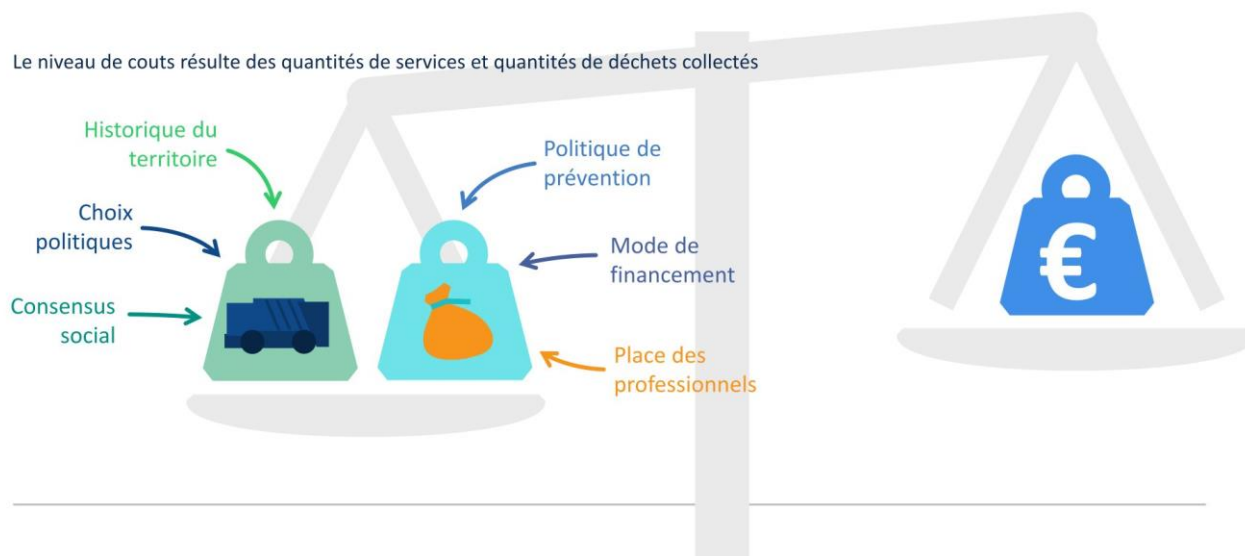 Le niveau de couts résulte des quantités de services et quantités de déchets collectés
Historique du
territoire
Choix
politiques
Consensus
social
Politique de
prévention
Mode de
financement
Place des
professionnels
€